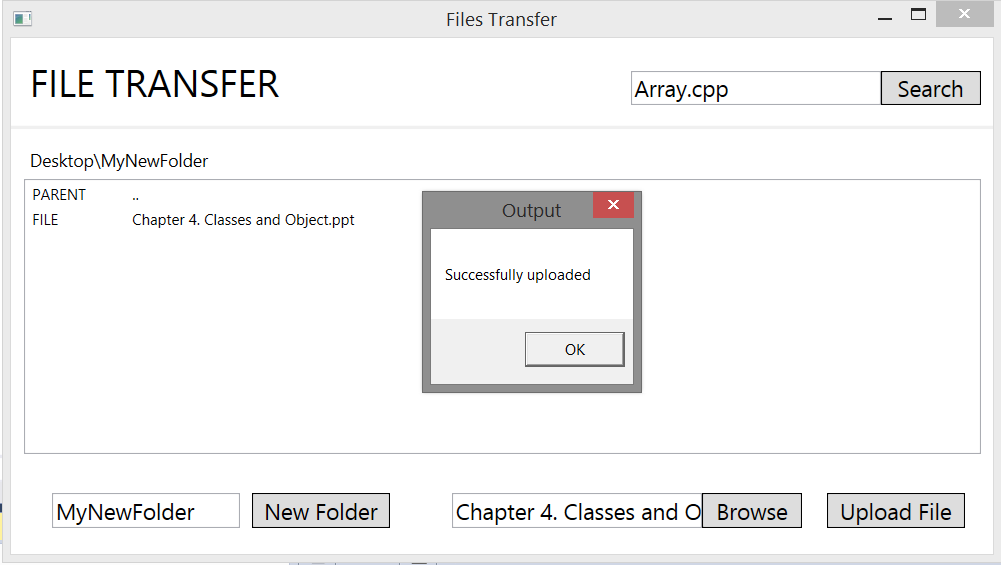 Files Transfer
FILE TRANSFER
Array.cpp Search
Desktop\MyNewFolder
PARENT ..
FILE Chapter 4. Classes and Object.ppt
Output
Successfully uploaded
OK
MyNewFolder New Folder Chapter 4. Classes and O Browse Upload File